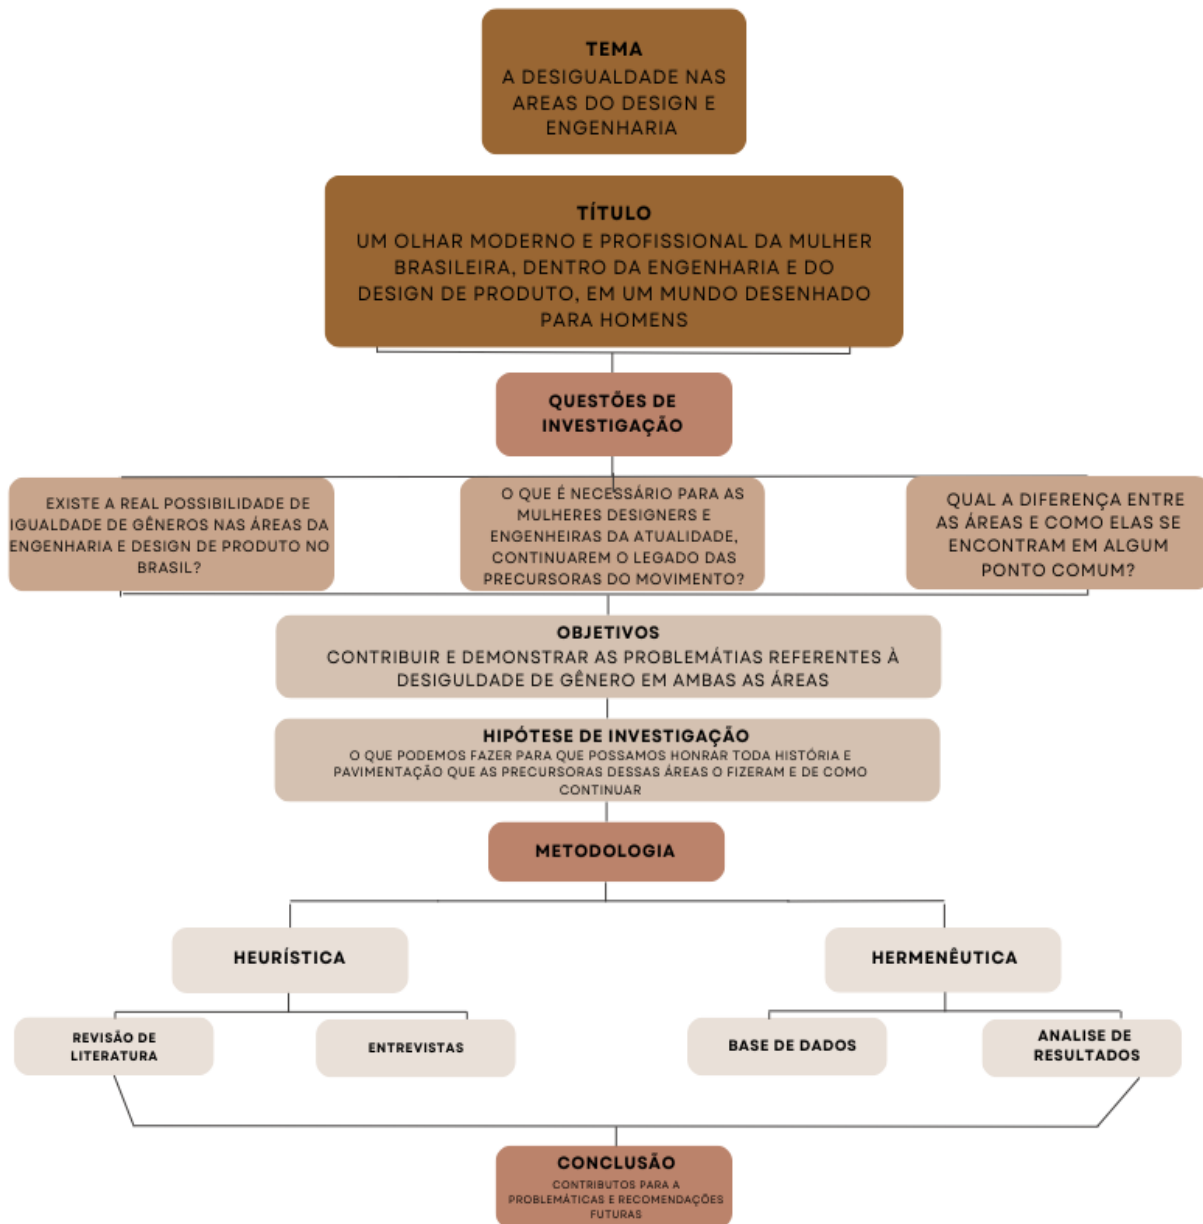 TEMA
A DESIGUALDADE NAS
AREAS DO DESIGN E
ENGENHARIA
TÍTULO
UM OLHAR MODERNO E PROFISSIONAL DA MULHER
BRASILEIRA, DENTRO DA ENGENHARIA E DO
DESIGN DE PRODUTO, EM UM MUNDO DESENHADO
PARA HOMENS
QUESTÕES DE
INVESTIGAÇÃO
EXISTE A REAL POSSIBILIDADE DE
IGUALDADE DE GÊNEROS NAS ÁREAS DA
ENGENHARIA E DESIGN DE PRODUTO NO
BRASIL?
O QUE É NECESSÁRIO PARA AS
MULHERES DESIGNERS E
ENGENHEIRAS DA ATUALIDADE,
CONTINUAREM O LEGADO DAS
PRECURSORAS DO MOVIMENTO?
QUAL A DIFERENÇA ENTRE
AS ÁREAS E COMO ELAS SE
ENCONTRAM EM ALGUM
PONTO COMUM?
OBJETIVOS
CONTRIBUIR E DEMONSTRAR AS PROBLEMÁTIAS REFERENTES À
DESIGULDADE DE GÊNERO EM AMBAS AS ÁREAS
HIPÓTESE DE INVESTIGAÇÃO
O QUE PODEMOS FAZER PARA QUE POSSAMOS HONRAR TODA HISTÓRIA E
PAVIMENTAÇÃO QUE AS PRECURSORAS DESSAS ÁREAS O FIZERAM E DE COMO
CONTINUAR
METODOLOGIA
HEURÍSTICA
HERMENÊUTICA
REVISÃO DE
LITERATURA
ENTREVISTAS
BASE DE DADOS
ANALISE DE
RESULTADOS
CONCLUSÃO
CONTRIBUTOS PARA A
PROBLEMÁTICAS E RECOMENDAÇÕES
FUTURAS